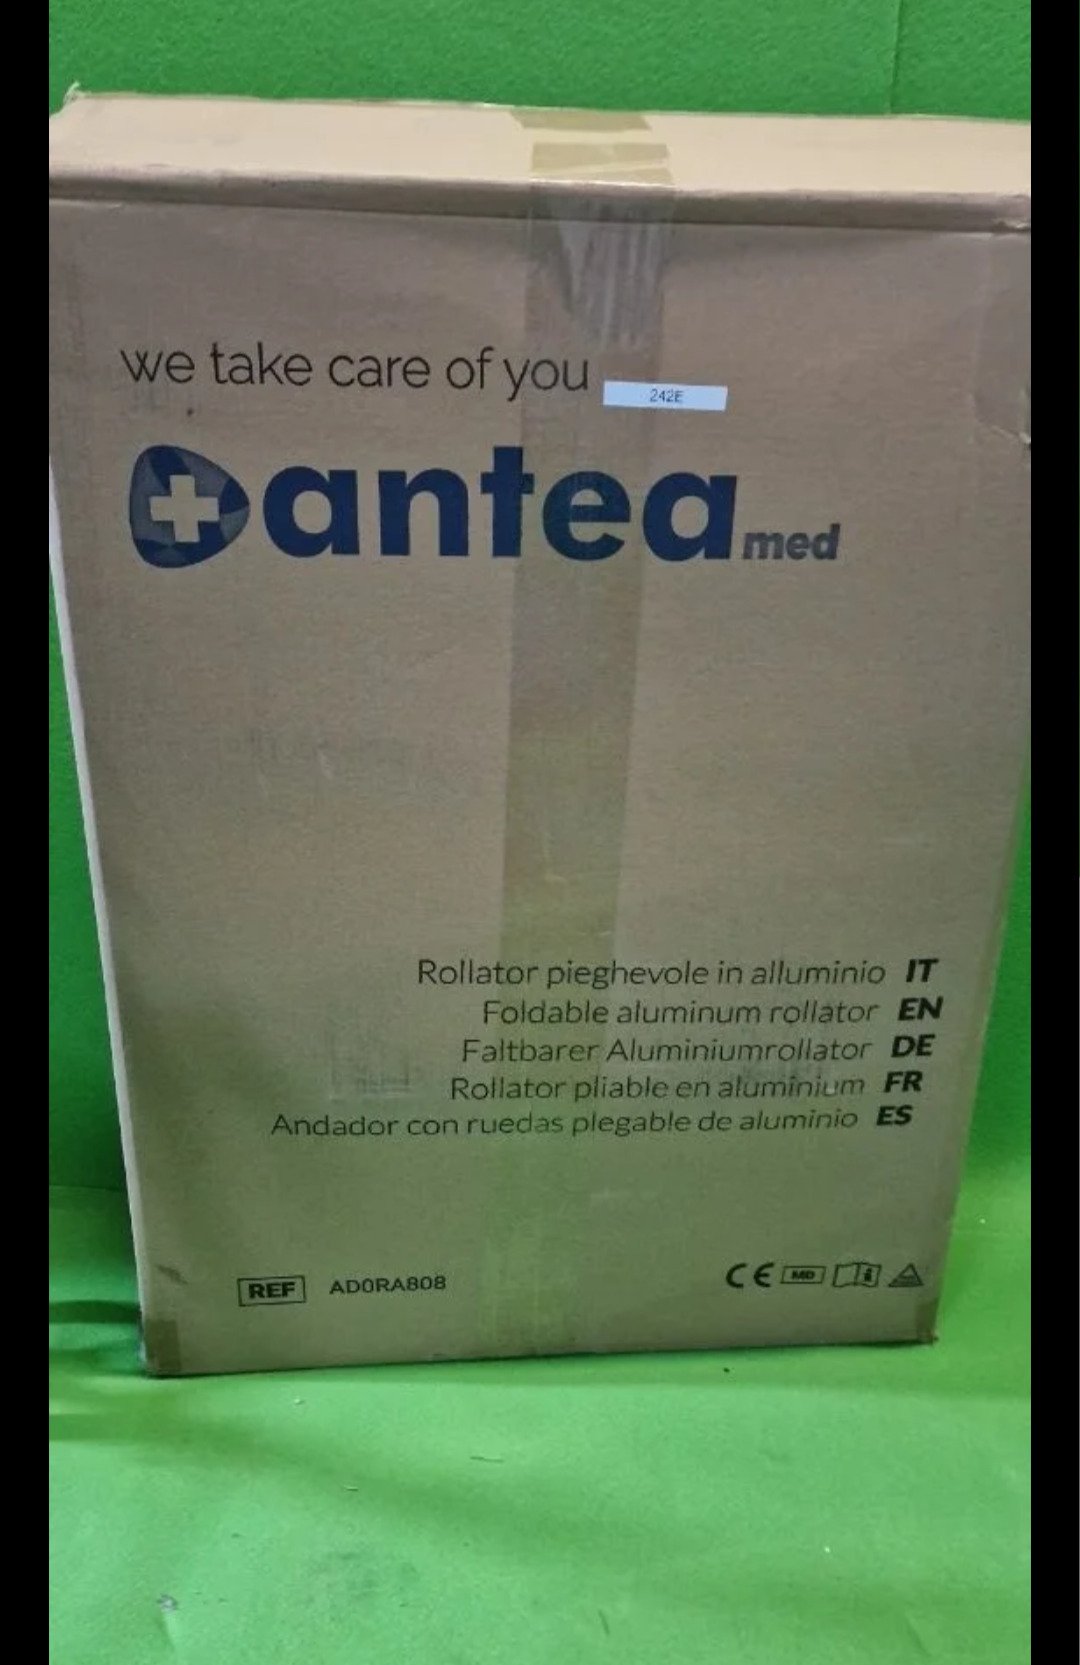 we take care of you
242E
antea med
Rollator pieghevole in alluminio IT
Foldable aluminum rollator EN
Faltbarer Aluminiumrollator DE
Rollator pliable en aluminium FR
Andador con ruedas plegable de aluminio ES
REF AD0RA808
CE MD i